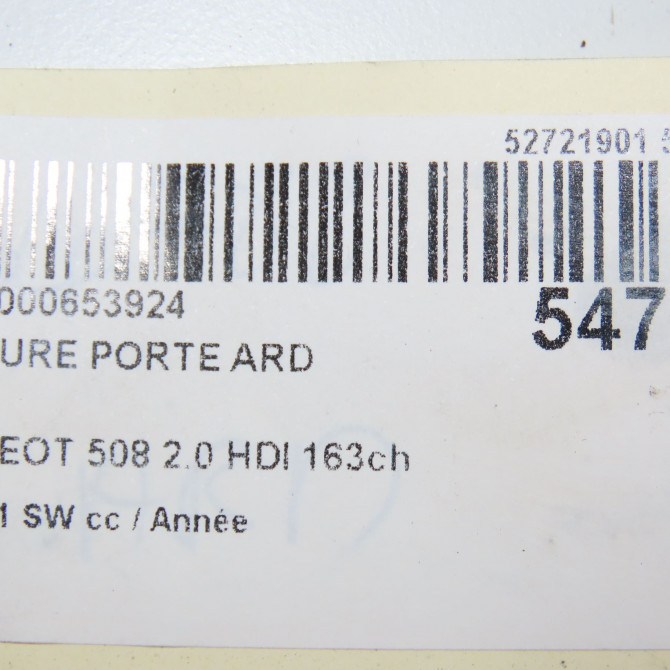 52721901 5
000653924
547
URE PORTE ARD
EOT 508 2.0 HDI 163ch
1 SW cc / Année